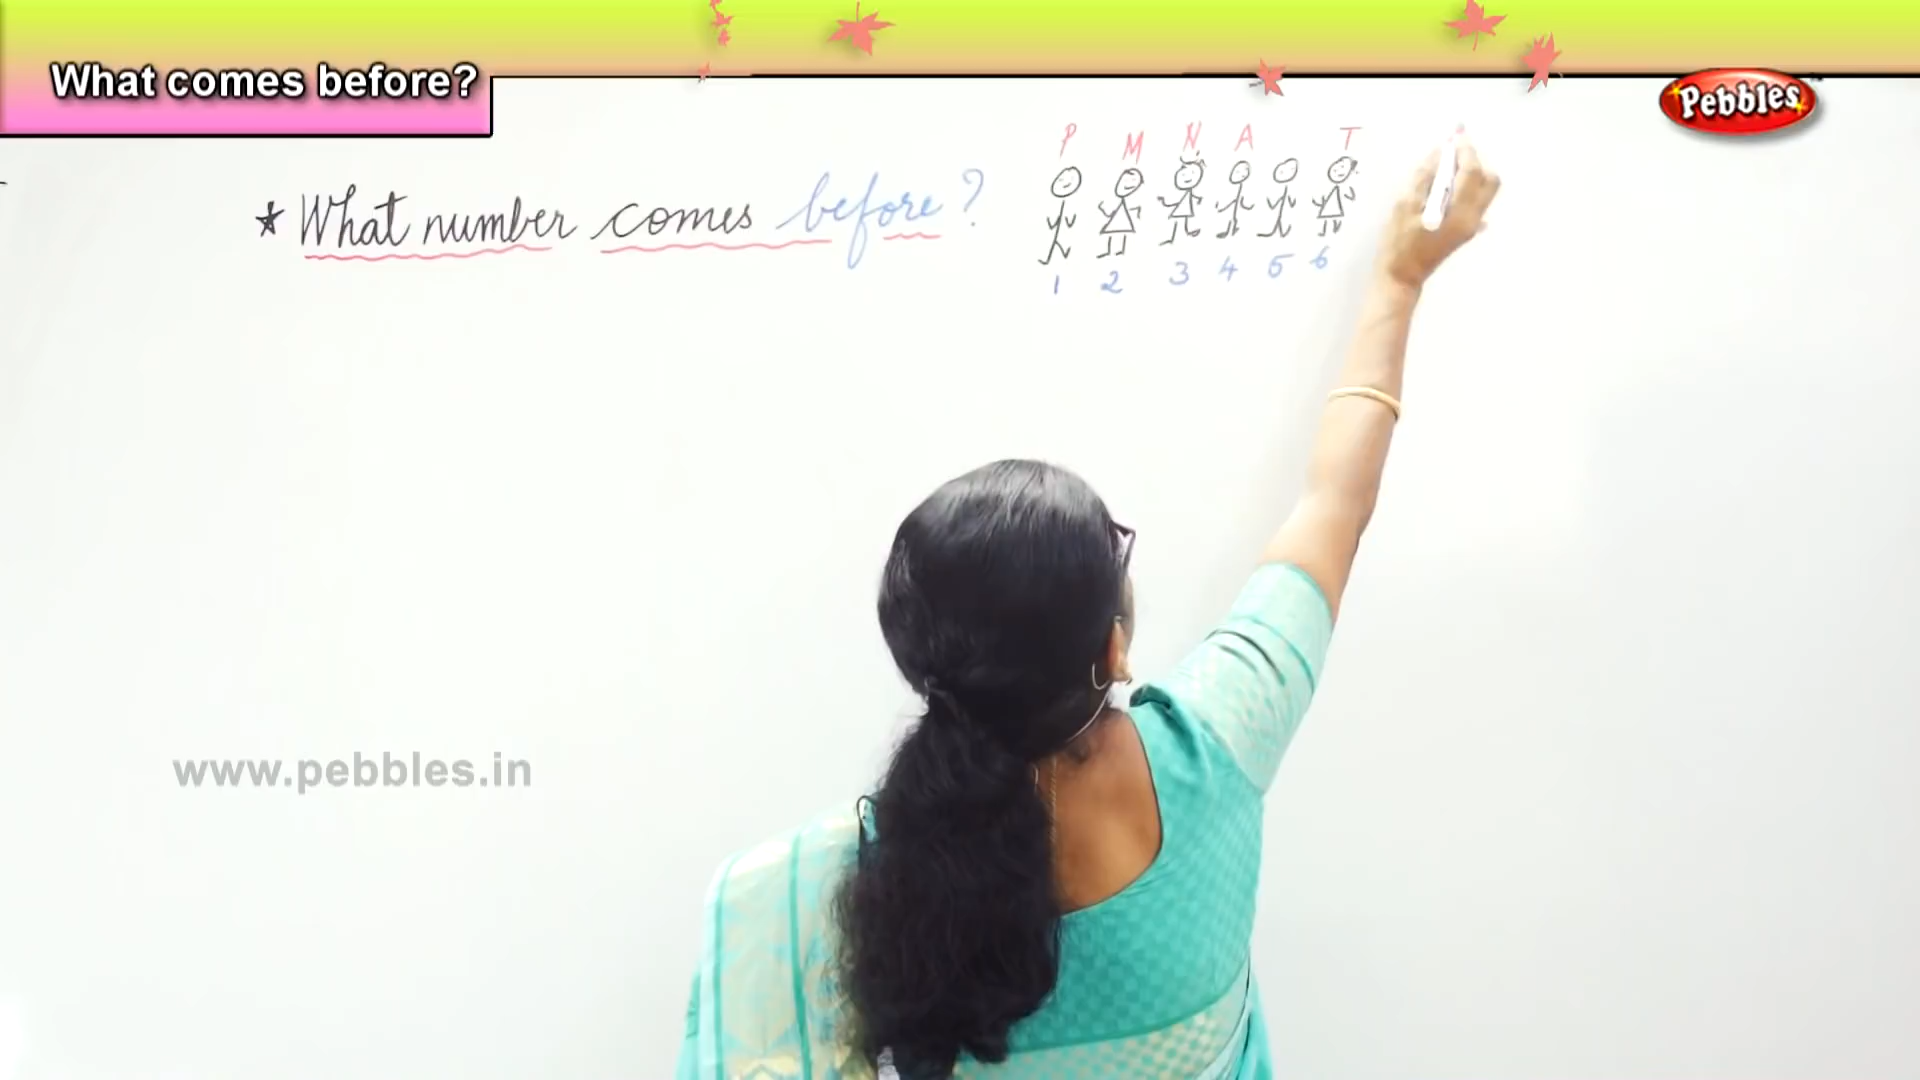 What comes before?
Pebbles
P M N A T
* What number comes before?
1 2 3 4 5 6
www.pebbles.in